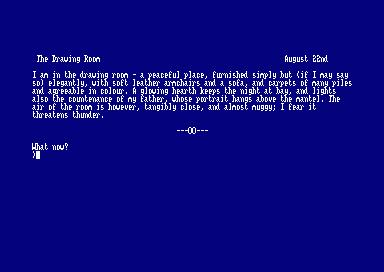 The Drawing Room August 22nd
I am in the drawing room - a peaceful place, furnished simply but (if I may say
so) elegantly, with soft leather armchairs and a sofa, and carpets of many piles
and agreeable in colour. A glowing hearth keeps the night at bay, and lights
also the countenance of my father, whose portrait hangs above the mantel. The
air of the room is however, tangibly close, and almost muggy; I fear it
threatens thunder.
---OO---
What now?
>